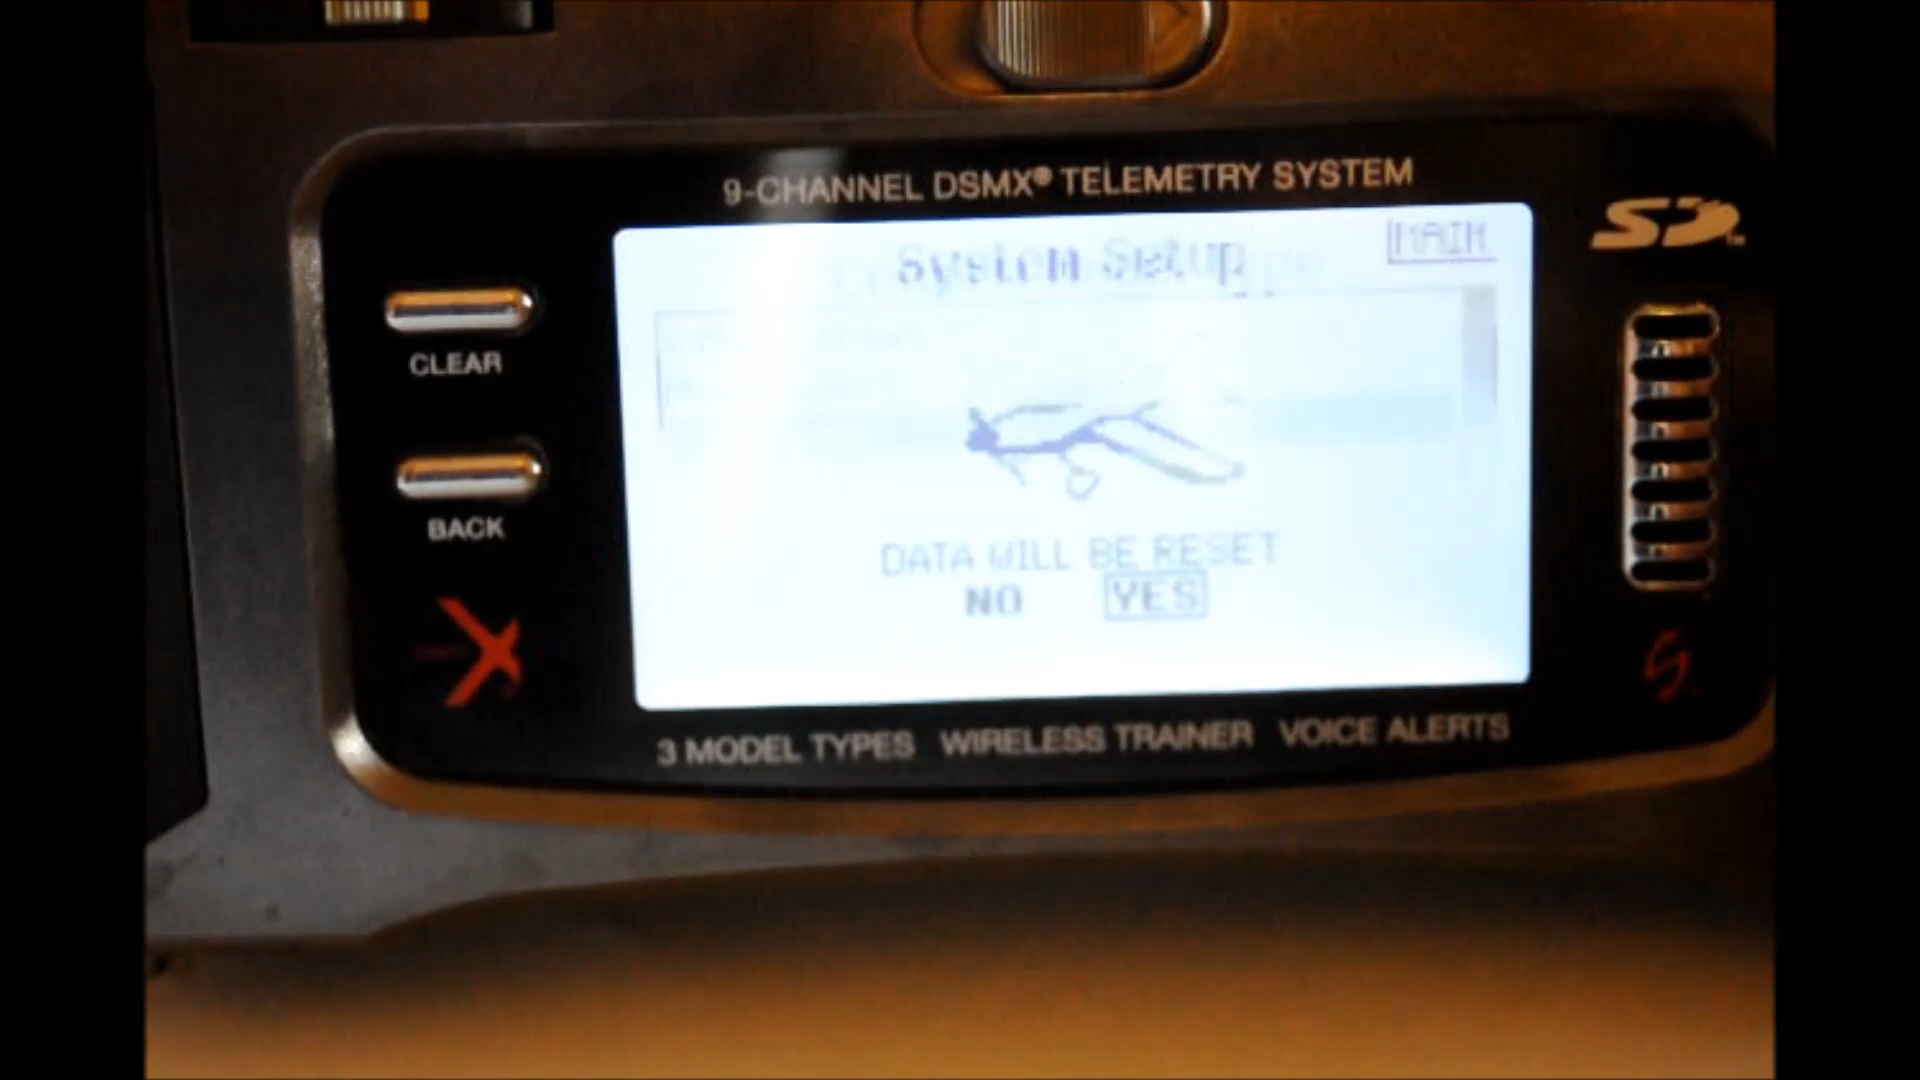 9-CHANNEL DSMX® TELEMETRY SYSTEM
SD
MAIN
System Setup
CLEAR
BACK
DATA WILL BE RESET
NO YES
X
3 MODEL TYPES WIRELESS TRAINER VOICE ALERTS